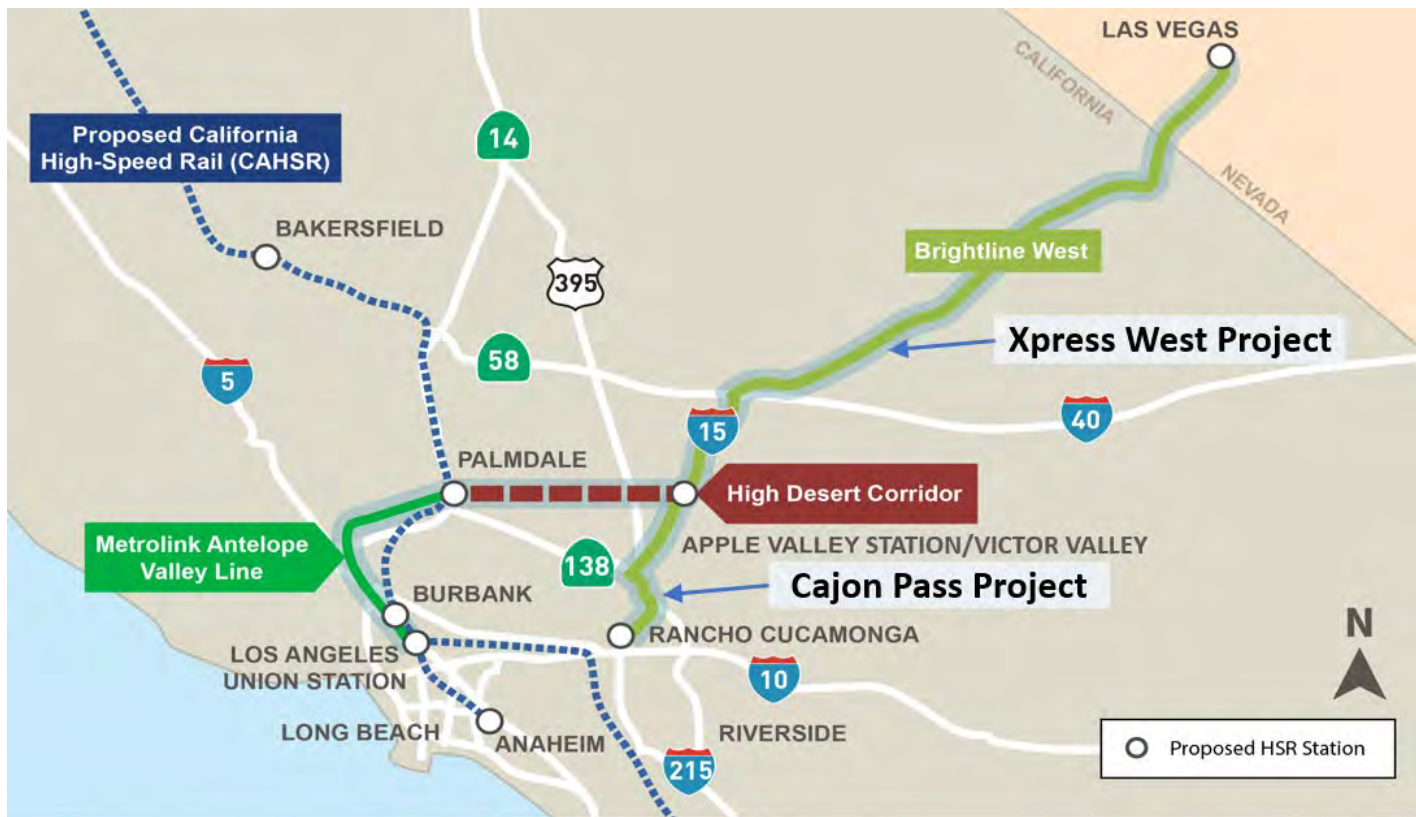 LAS VEGAS
CALIFORNIA
NEVADA
Proposed California
High-Speed Rail (CAHSR)
14
BAKERSFIELD
395
Brightline West
Xpress West Project
58
5
15
40
PALMDALE
High Desert Corridor
Metrolink Antelope
Valley Line
APPLE VALLEY STATION/VICTOR VALLEY
138
Cajon Pass Project
BURBANK
RANCHO CUCAMONGA
N
LOS ANGELES
UNION STATION
10
LONG BEACH
ANAHEIM
RIVERSIDE
215
Proposed HSR Station